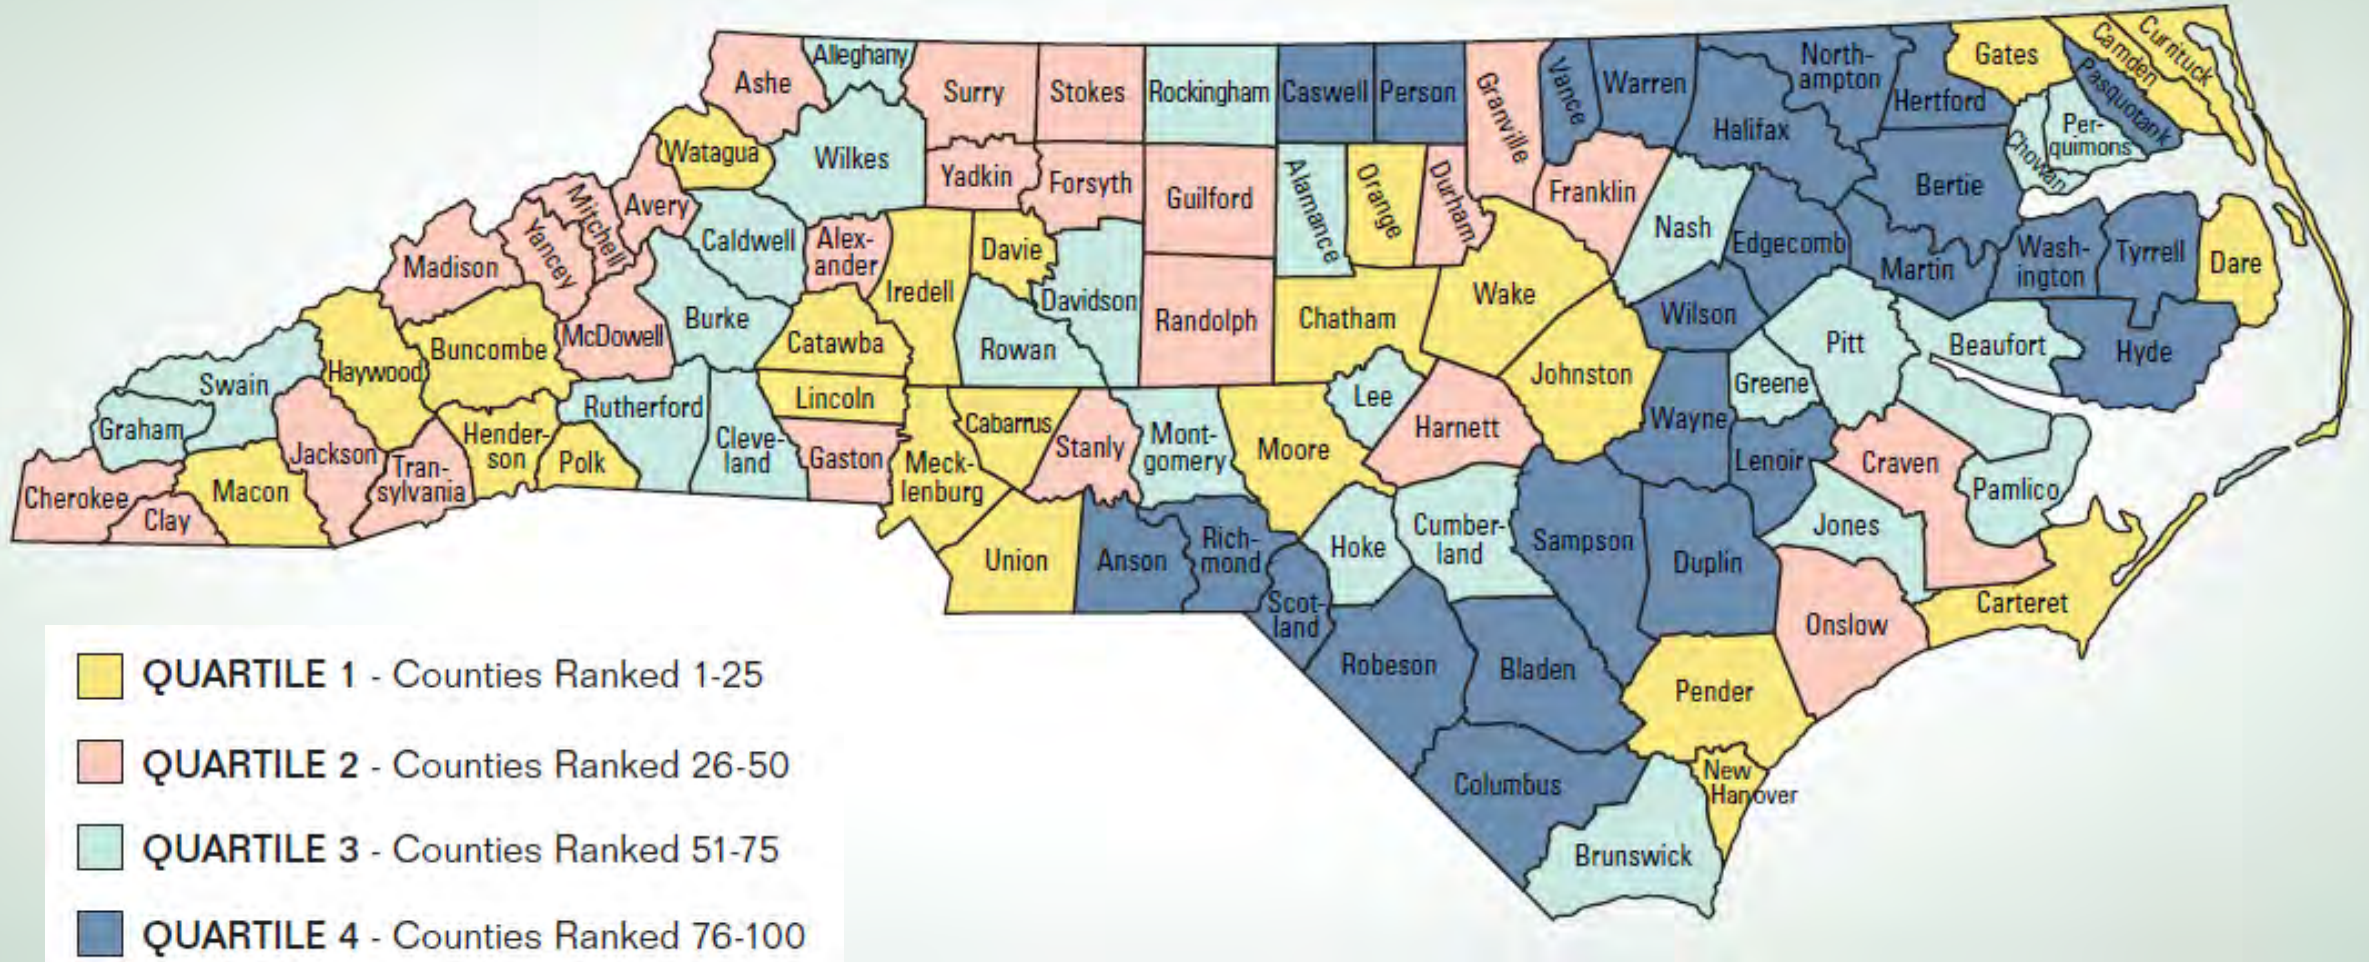 Ashe
Alleghany
Surry
Stokes
Rockingham
Caswell
Person
Granville
Vance
Warren
North-
ampton
Halifax
Hertford
Gates
Camden
Currituck
Pasquotank
Per-
quimons
Chowan
Watagua
Wilkes
Yadkin
Forsyth
Guilford
Alamance
Orange
Durham
Franklin
Nash
Edgecomb
Bertie
Martin
Wash-
ington
Tyrrell
Dare
Madison
Yancey
Mitchell
Avery
Caldwell
Alex-
ander
Iredell
Davie
Davidson
Randolph
Chatham
Wake
Johnston
Wilson
Pitt
Beaufort
Hyde
Swain
Haywood
Buncombe
McDowell
Burke
Catawba
Rowan
Lee
Harnett
Wayne
Greene
Graham
Cherokee
Clay
Macon
Jackson
Tran-
sylvania
Hender-
son
Polk
Rutherford
Cleve-
land
Lincoln
Gaston
Meck-
lenburg
Cabarrus
Stanly
Mont-
gomery
Moore
Lenoir
Craven
Pamlico
Jones
Union
Anson
Rich-
mond
Scot-
land
Hoke
Cumber-
land
Sampson
Duplin
Onslow
Carteret
Robeson
Bladen
Pender
Columbus
New
Hanover
Brunswick
QUARTILE 1 - Counties Ranked 1-25
QUARTILE 2 - Counties Ranked 26-50
QUARTILE 3 - Counties Ranked 51-75
QUARTILE 4 - Counties Ranked 76-100